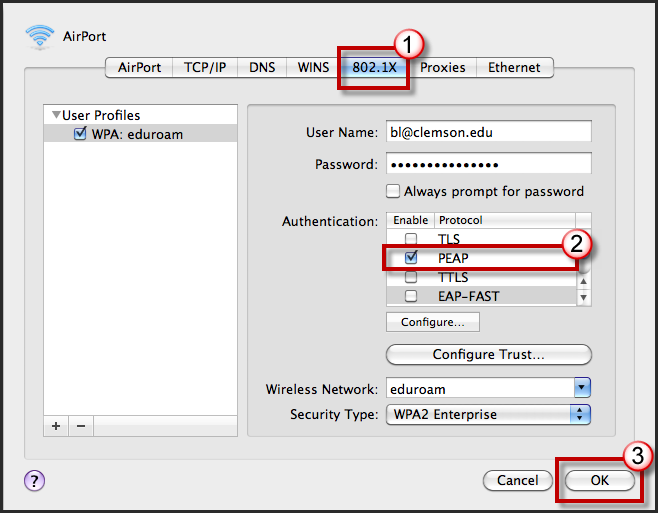 AirPort
1
AirPort TCP/IP DNS WINS 802.1X Proxies Ethernet
User Profiles
WPA: eduroam
User Name: bl@clemson.edu
Password: •••••••••••••••
Always prompt for password
Authentication: Enable Protocol
TLS
2
PEAP
TTLS
EAP-FAST
Configure...
Configure Trust...
Wireless Network: eduroam
Security Type: WPA2 Enterprise
+ −
3
? Cancel OK